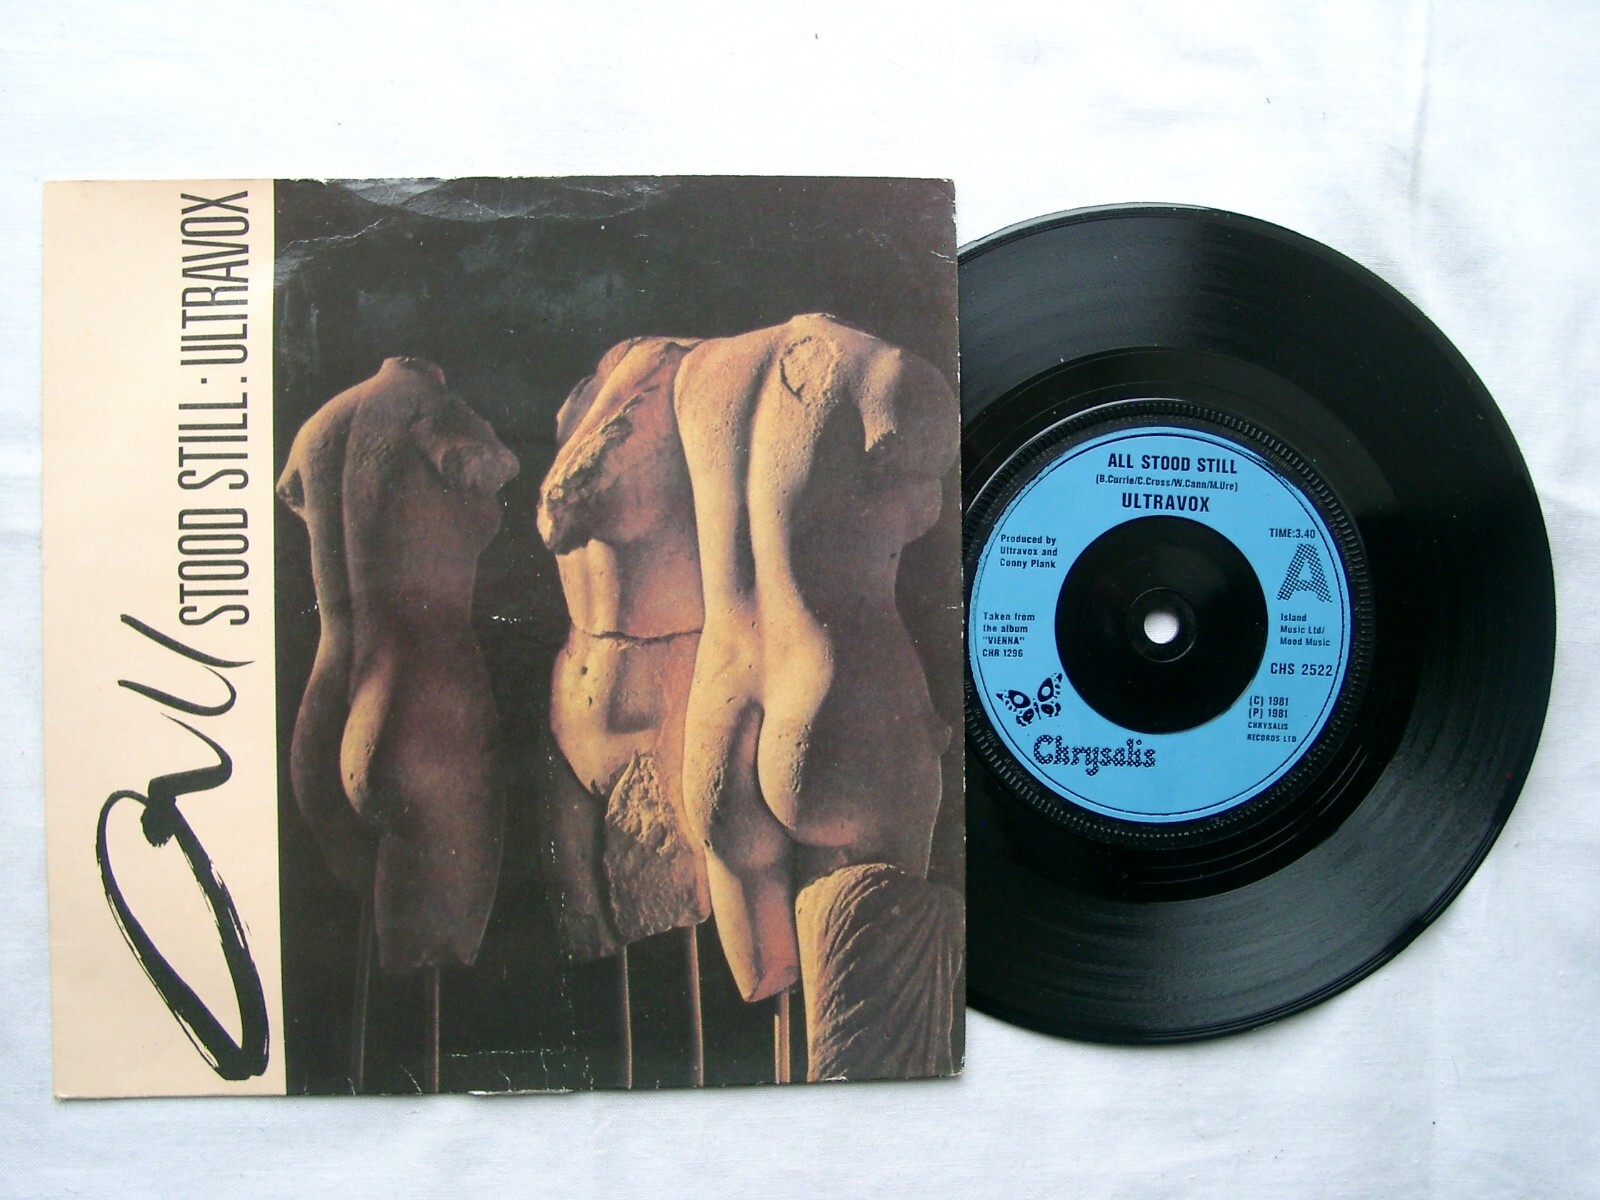 All
STOOD STILL: ULTRAVOX
ALL STOOD STILL
(B.Currie/C.Cross/W.Cann/M.Ure)
ULTRAVOX
TIME:3.40
Produced by
Ultravox and
Conny Plank
A
Taken from
the album
"VIENNA"
CHR 1296
Island
Music Ltd/
Mood Music
CHS 2522
(C) 1981
(P) 1981
CHRYSALIS
RECORDS LTD
Chrysalis